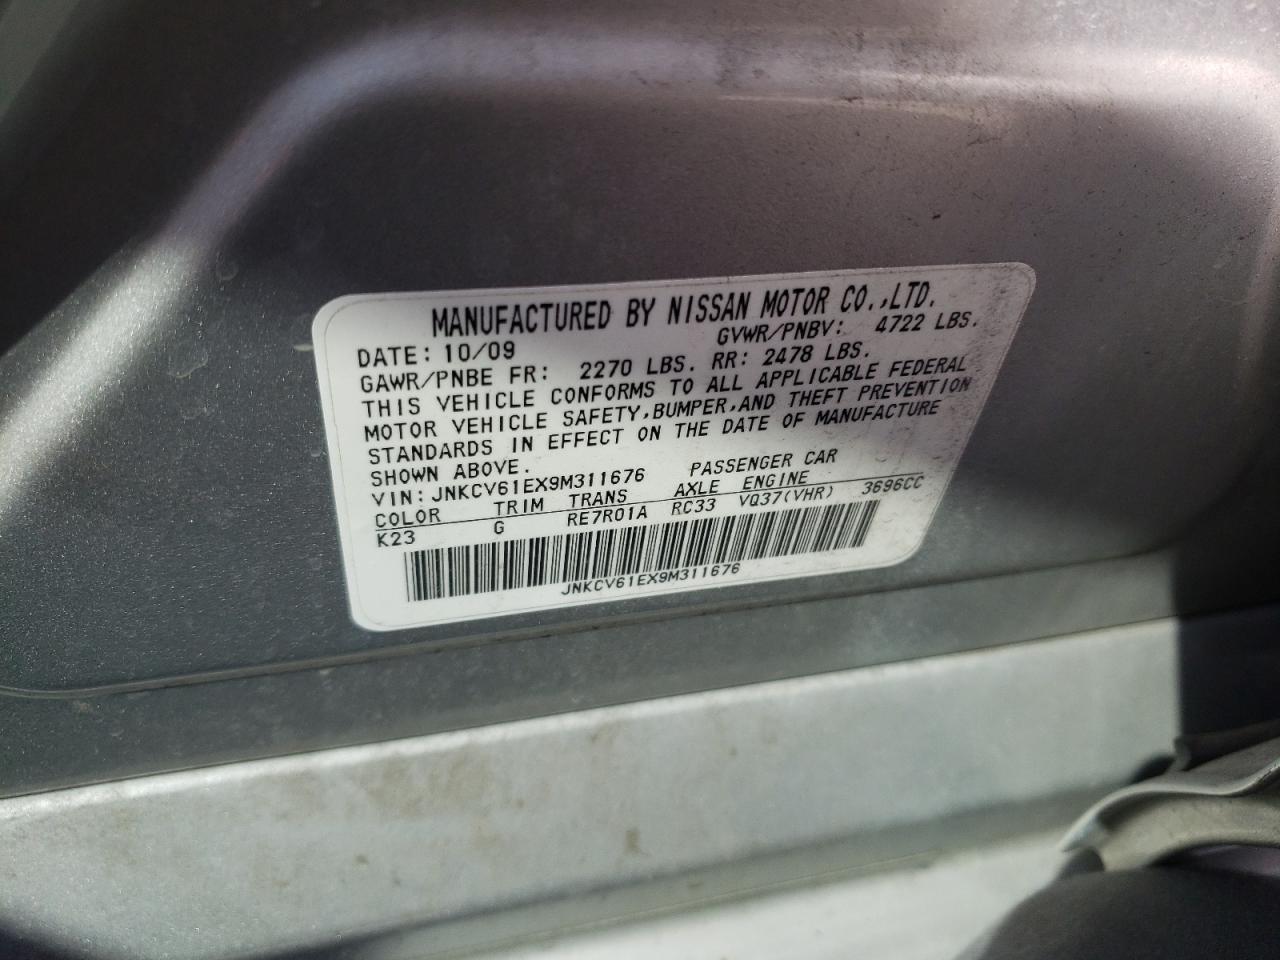 MANUFACTURED BY NISSAN MOTOR CO.,LTD.
DATE: 10/09 GVWR/PNBV: 4722 LBS.
GAWR/PNBE FR: 2270 LBS. RR: 2478 LBS.
THIS VEHICLE CONFORMS TO ALL APPLICABLE FEDERAL
MOTOR VEHICLE SAFETY,BUMPER,AND THEFT PREVENTION
STANDARDS IN EFFECT ON THE DATE OF MANUFACTURE
SHOWN ABOVE.
VIN: JNKCV61EX9M311676 PASSENGER CAR
COLOR TRIM TRANS AXLE ENGINE
K23 G RE7R01A RC33 VQ37(VHR) 3696CC
JNKCV61EX9M311676